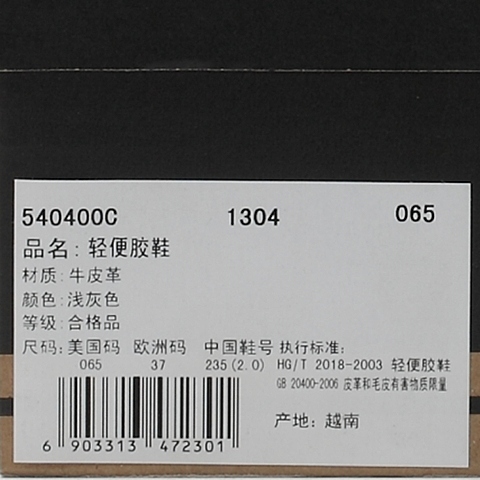 540400C 1304 065
品名:轻便胶鞋
材质:牛皮革
颜色:浅灰色
等级:合格品
尺码:美国码 欧洲码 中国鞋号 执行标准:
065 37 235(2.0) HG/T 2018-2003 轻便胶鞋
GB 20400-2006 皮革和毛皮有害物质限量
产地:越南
6 903313 472301